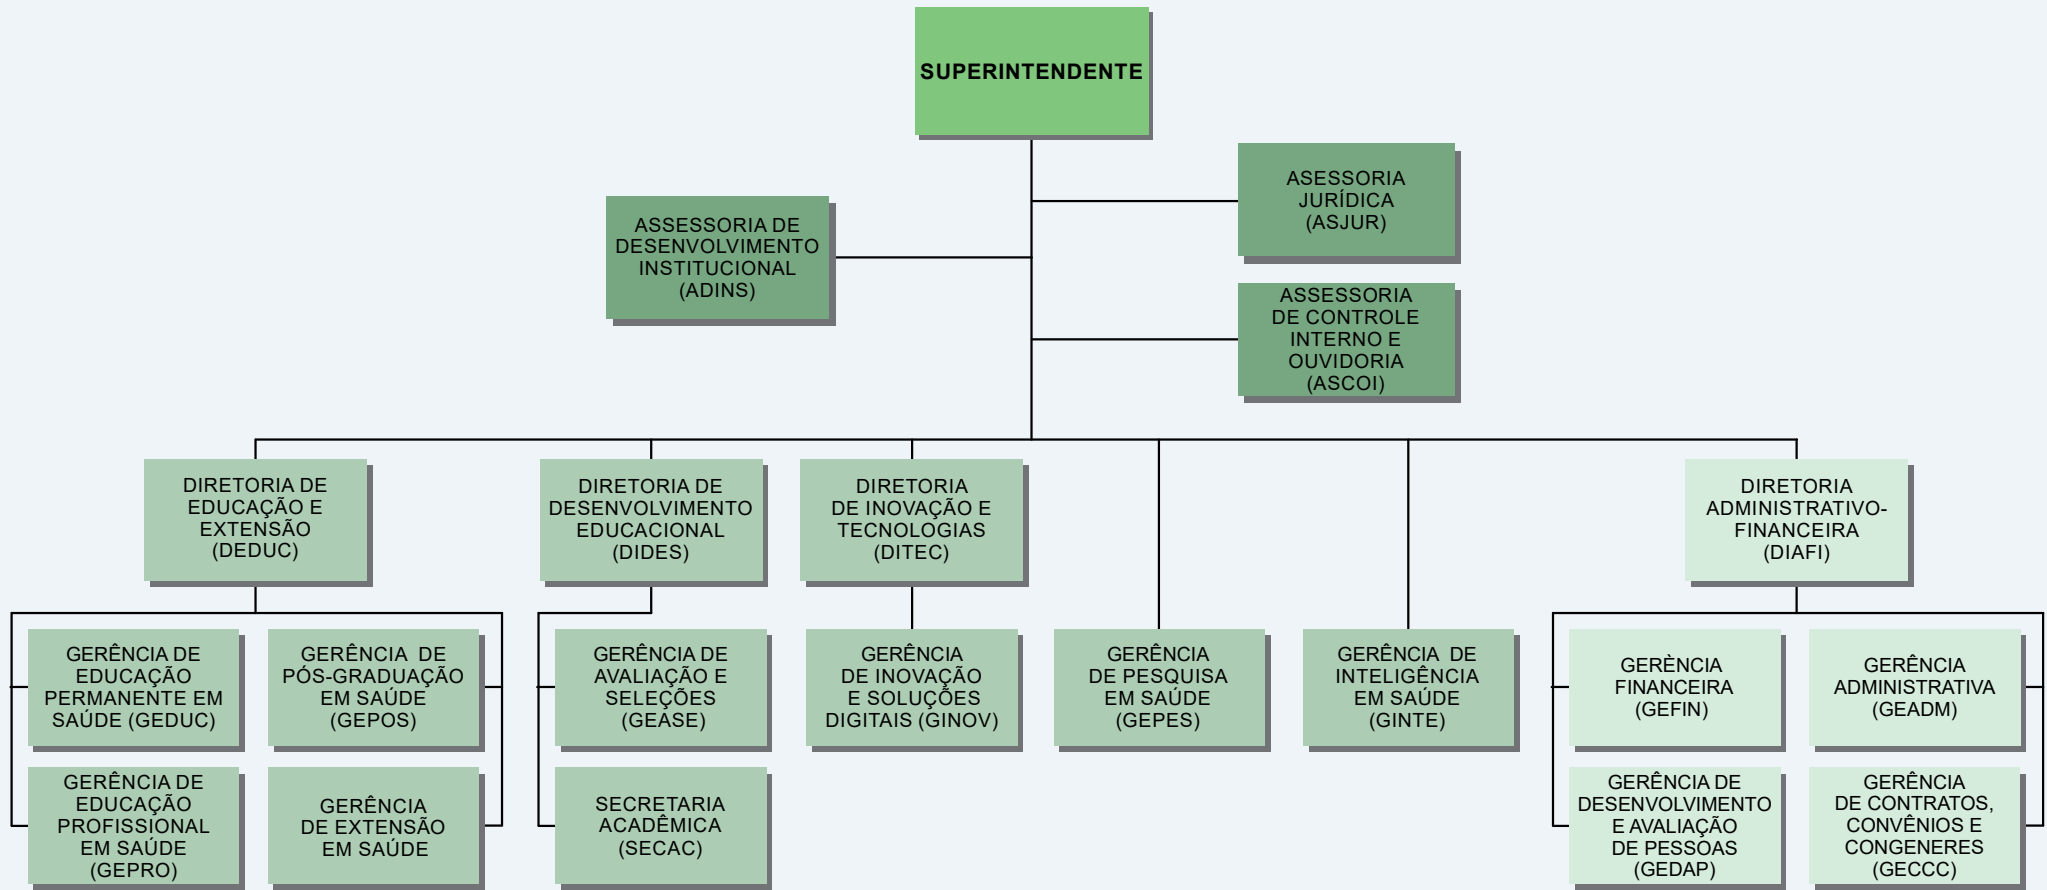 SUPERINTENDENTE
ASESSORIA
JURÍDICA
(ASJUR)
ASSESSORIA DE
DESENVOLVIMENTO
INSTITUCIONAL
(ADINS)
ASSESSORIA
DE CONTROLE
INTERNO E
OUVIDORIA
(ASCOI)
DIRETORIA DE
EDUCAÇÃO E
EXTENSÃO
(DEDUC)
DIRETORIA DE
DESENVOLVIMENTO
EDUCACIONAL
(DIDES)
DIRETORIA
DE INOVAÇÃO E
TECNOLOGIAS
(DITEC)
DIRETORIA
ADMINISTRATIVO-
FINANCEIRA
(DIAFI)
GERÊNCIA DE
EDUCAÇÃO
PERMANENTE EM
SAÚDE (GEDUC)
GERÊNCIA DE
PÓS-GRADUAÇÃO
EM SAÚDE
(GEPOS)
GERÊNCIA DE
AVALIAÇÃO E
SELEÇÕES
(GEASE)
GERÊNCIA
DE INOVAÇÃO
E SOLUÇÕES
DIGITAIS (GINOV)
GERÊNCIA
DE PESQUISA
EM SAÚDE
(GEPES)
GERÊNCIA DE
INTELIGÊNCIA
EM SAÚDE
(GINTE)
GERÈNCIA
FINANCEIRA
(GEFIN)
GERÊNCIA
ADMINISTRATIVA
(GEADM)
GERÊNCIA DE
EDUCAÇÃO
PROFISSIONAL
EM SAÚDE
(GEPRO)
GERÊNCIA
DE EXTENSÃO
EM SAÚDE
SECRETARIA
ACADÊMICA
(SECAC)
GERÊNCIA DE
DESENVOLVIMENTO
E AVALIAÇÃO
DE PESSOAS
(GEDAP)
GERÊNCIA
DE CONTRATOS,
CONVÊNIOS E
CONGENERES
(GECCC)